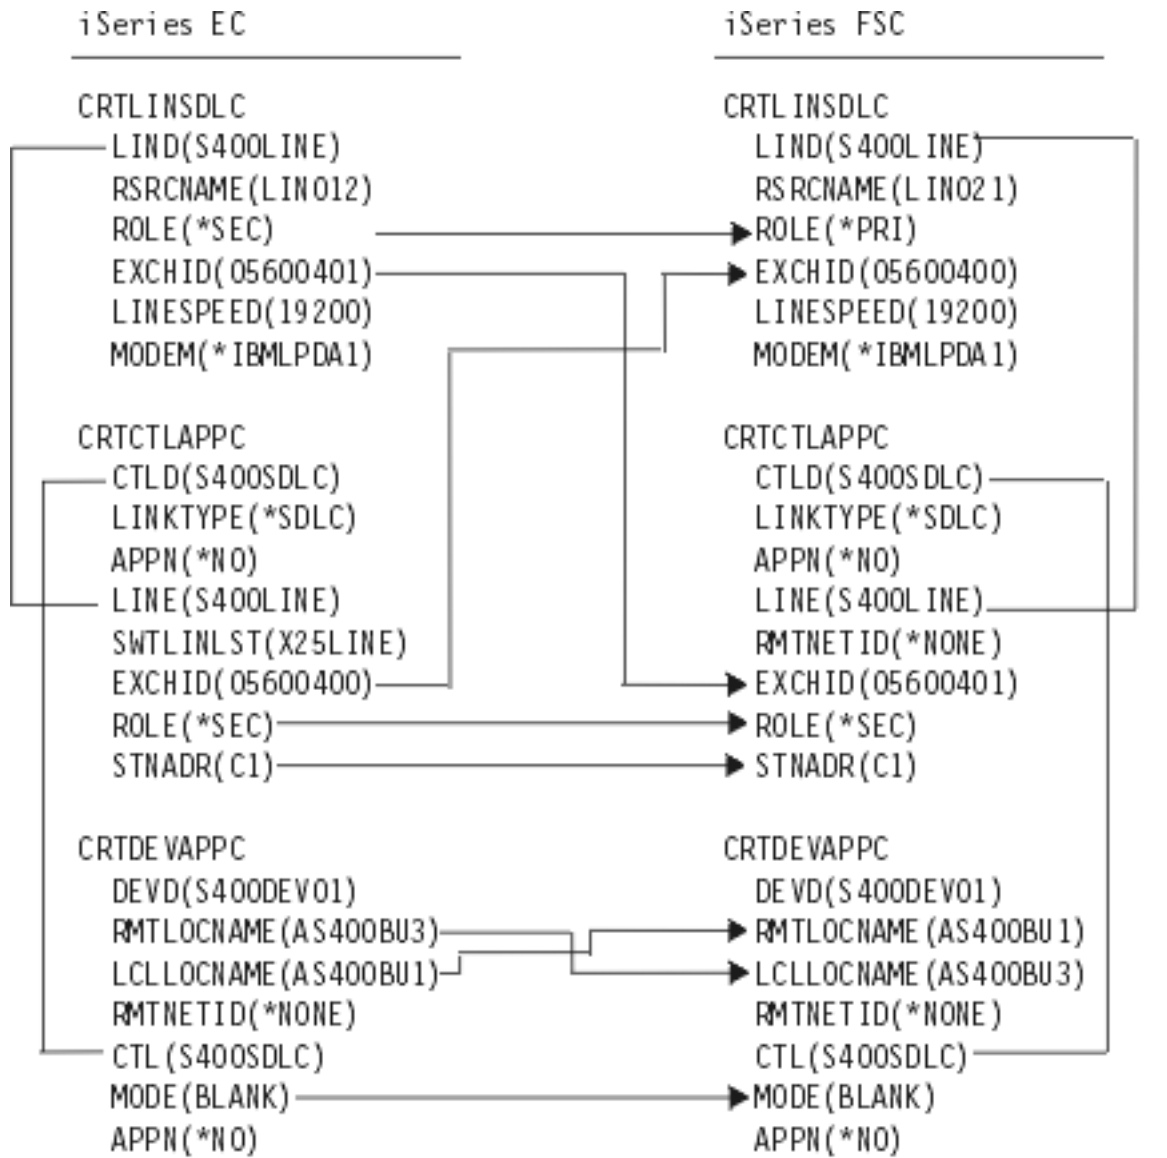 iSeries EC
CRTLINSDLC
LIND(S400LINE)
RSRCNAME(LIN012)
ROLE(*SEC)
EXCHID(05600401)
LINESPEED(19200)
MODEM(*IBMLPDA1)
CRTCTLAPPC
CTLD(S400SDLC)
LINKTYPE(*SDLC)
APPN(*NO)
LINE(S400LINE)
SWTLINLST(X25LINE)
EXCHID(05600400)
ROLE(*SEC)
STNADR(C1)
CRTDEVAPPC
DEVD(S400DEV01)
RMTLOCNAME(AS400BU3)
LCLLOCNAME(AS400BU1)
RMTNETID(*NONE)
CTL(S400SDLC)
MODE(BLANK)
APPN(*NO)
iSeries FSC
CRTLINSDLC
LIND(S400LINE)
RSRCNAME(LIN021)
ROLE(*PRI)
EXCHID(05600400)
LINESPEED(19200)
MODEM(*IBMLPDA1)
CRTCTLAPPC
CTLD(S400SDLC)
LINKTYPE(*SDLC)
APPN(*NO)
LINE(S400LINE)
RMTNETID(*NONE)
EXCHID(05600401)
ROLE(*SEC)
STNADR(C1)
CRTDEVAPPC
DEVD(S400DEV01)
RMTLOCNAME(AS400BU1)
LCLLOCNAME(AS400BU3)
RMTNETID(*NONE)
CTL(S400SDLC)
MODE(BLANK)
APPN(*NO)